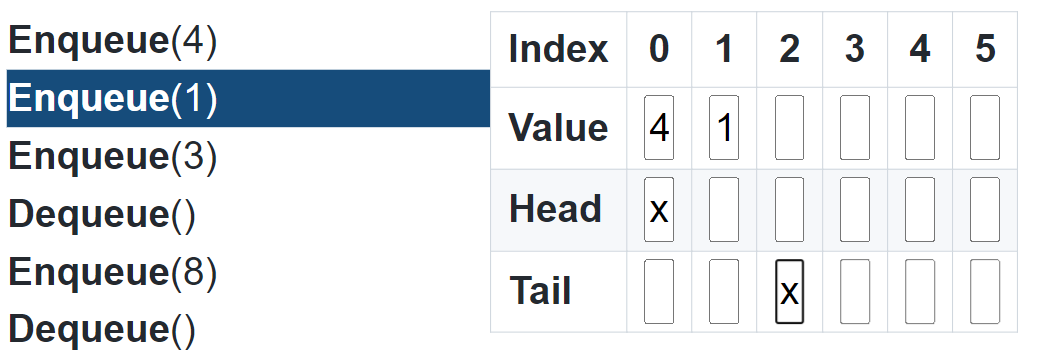 Enqueue(4)
Enqueue(1)
Enqueue(3)
Dequeue()
Enqueue(8)
Dequeue()
Index 0 1 2 3 4 5
Value 4 1
Head x
Tail x